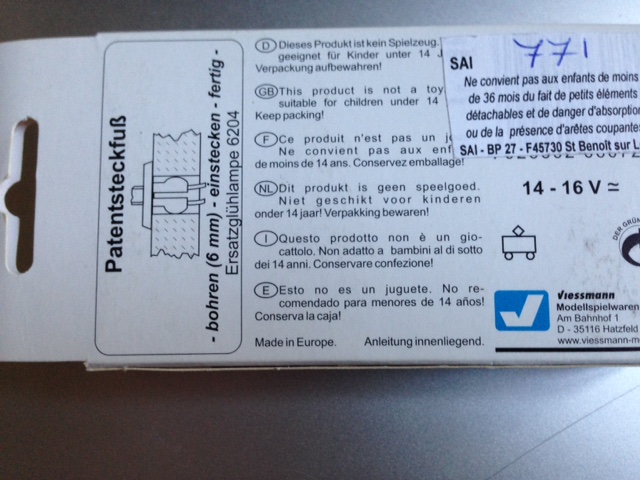 Patentsteckfuß
- bohren (6 mm) - einstecken - fertig -
Ersatzglühlampe 6204
D Dieses Produkt ist kein Spielzeug.
geeignet für Kinder unter 14 J
Verpackung aufbewahren!
GB This product is not a toy
suitable for children under 14
Keep packing!
F Ce produit n'est pas un j
Ne convient pas aux enf
de moins de 14 ans. Conservez emballage!
NL Dit produkt is geen speelgoed.
Niet geschikt voor kinderen
onder 14 jaar! Verpakking bewaren!
I Questo prodotto non è un gio-
cattolo. Non adatto a bambini al di sotto
dei 14 anni. Conservare confezione!
E Esto no es un juguete. No re-
comendado para menores de 14 años!
Conserva la caja!
Made in Europe. Anleitung innenliegend.
771
SAI
Ne convient pas aux enfants de moins
de 36 mois du fait de petits éléments
détachables et de danger d'absorption
ou de la présence d'arêtes coupante
SAI - BP 27 - F45730 St Benoît sur L
14 - 16 V ≃
DER GRÜN
Viessmann
Modellspielwaren
Am Bahnhof 1
D - 35116 Hatzfeld
www.viessmann-m